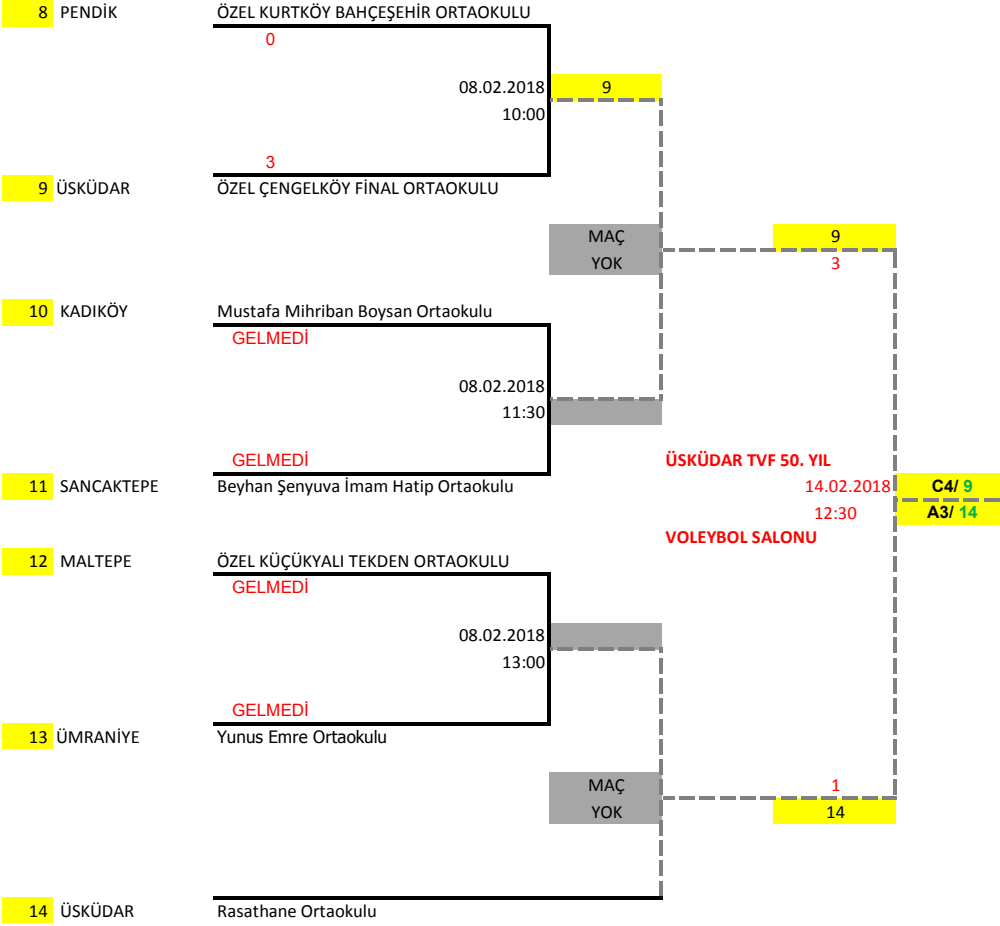 8 PENDİK ÖZEL KURTKÖY BAHÇEŞEHİR ORTAOKULU
0
08.02.2018 9
10:00
3
9 ÜSKÜDAR ÖZEL ÇENGELKÖY FİNAL ORTAOKULU
MAÇ 9
YOK 3
10 KADIKÖY Mustafa Mihriban Boysan Ortaokulu
GELMEDİ
08.02.2018
11:30
GELMEDİ ÜSKÜDAR TVF 50. YIL
11 SANCAKTEPE Beyhan Şenyuva İmam Hatip Ortaokulu 14.02.2018 C4/ 9
12:30 A3/ 14
VOLEYBOL SALONU
12 MALTEPE ÖZEL KÜÇÜKYALI TEKDEN ORTAOKULU
GELMEDİ
08.02.2018
13:00
GELMEDİ
13 ÜMRANİYE Yunus Emre Ortaokulu
MAÇ 1
YOK 14
14 ÜSKÜDAR Rasathane Ortaokulu